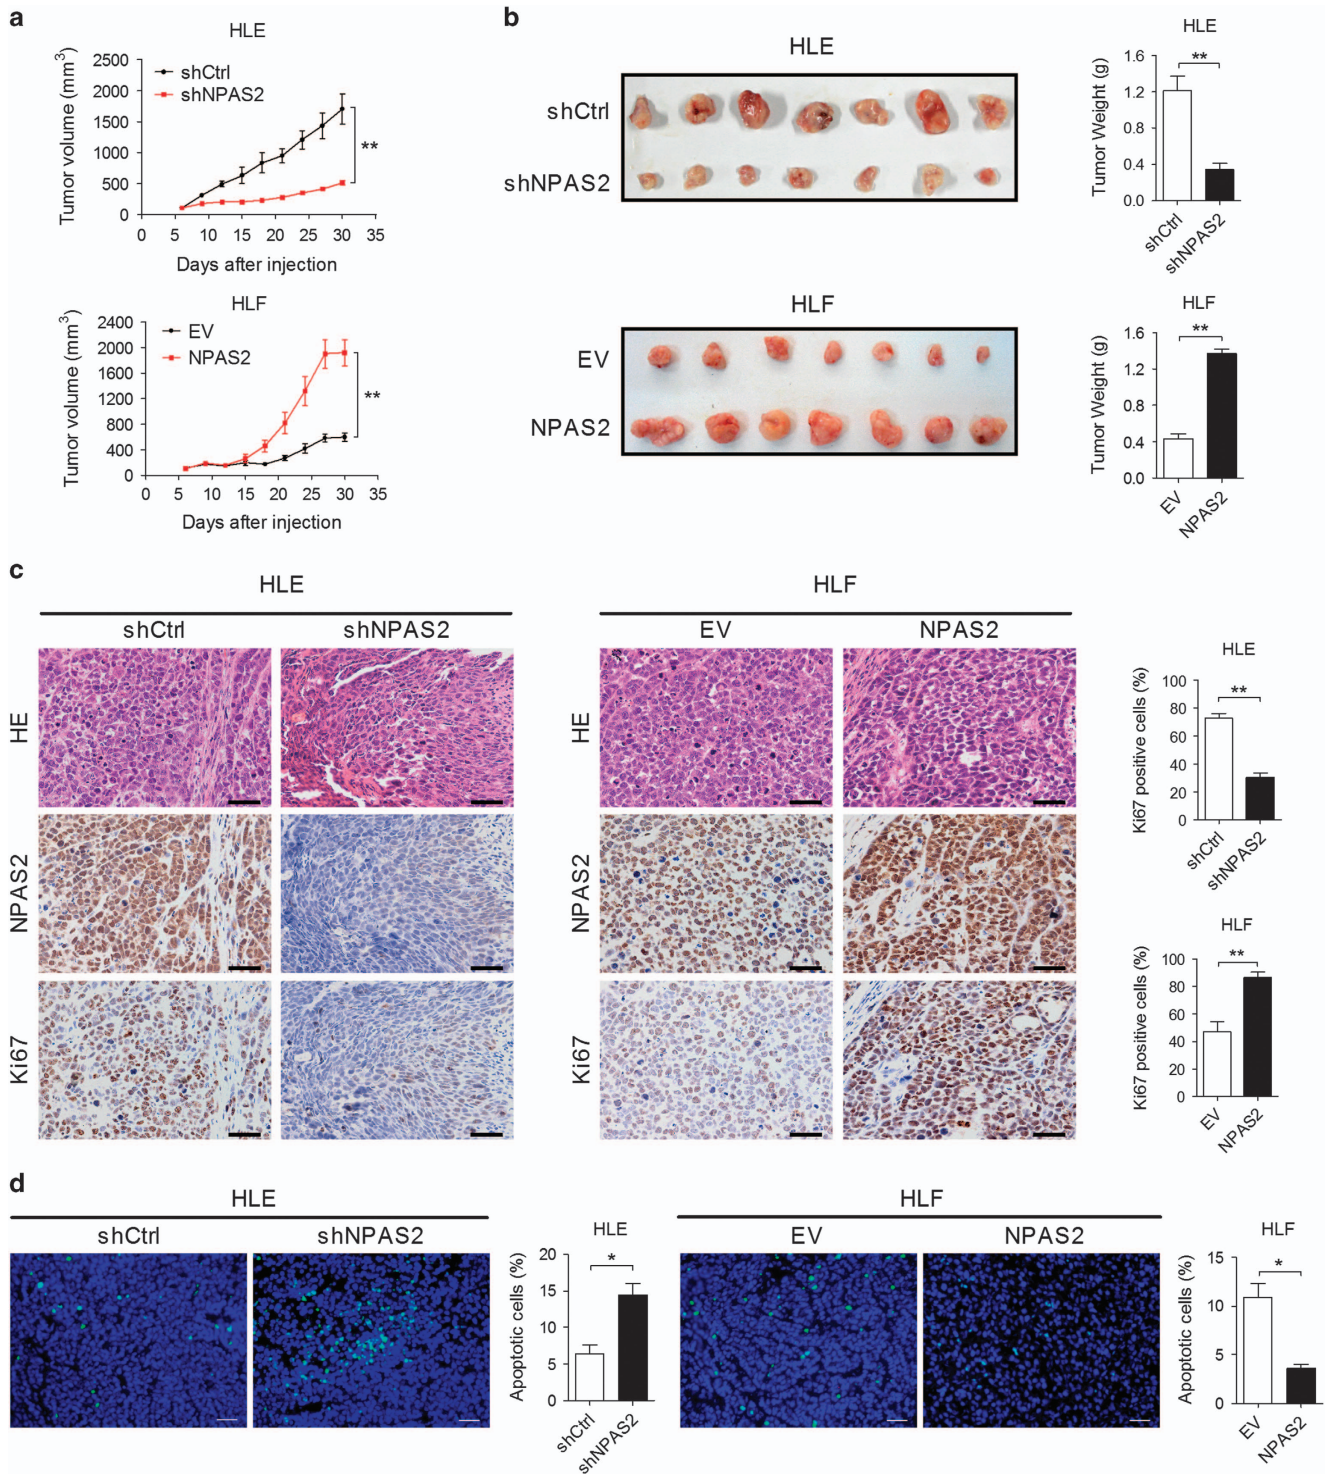 a
HLE
Tumor volume (mm3)
2500
2000
1500
1000
500
0
shCtrl
shNPAS2
**
0 5 10 15 20 25 30 35
Days after injection
HLF
Tumor volume (mm3)
2400
2000
1600
1200
800
400
0
EV
NPAS2
**
0 5 10 15 20 25 30 35
Days after injection
b
HLE
shCtrl
shNPAS2
HLE
Tumor Weight (g)
1.6
1.2
0.8
0.4
0.0
**
shCtrl
shNPAS2
HLF
EV
NPAS2
HLF
Tumor Weight (g)
1.6
1.2
0.8
0.4
0.0
**
EV
NPAS2
c
HLE
shCtrl shNPAS2
HE
NPAS2
Ki67
HLF
EV NPAS2
HE
NPAS2
Ki67
HLE
Ki67 positive cells (%)
100
80
60
40
20
0
**
shCtrl
shNPAS2
HLF
Ki67 positive cells (%)
100
80
60
40
20
0
**
EV
NPAS2
d
HLE
shCtrl shNPAS2
HLE
Apoptotic cells (%)
20
15
10
5
0
*
shCtrl
shNPAS2
HLF
EV NPAS2
HLF
Apoptotic cells (%)
15
10
5
0
*
EV
NPAS2